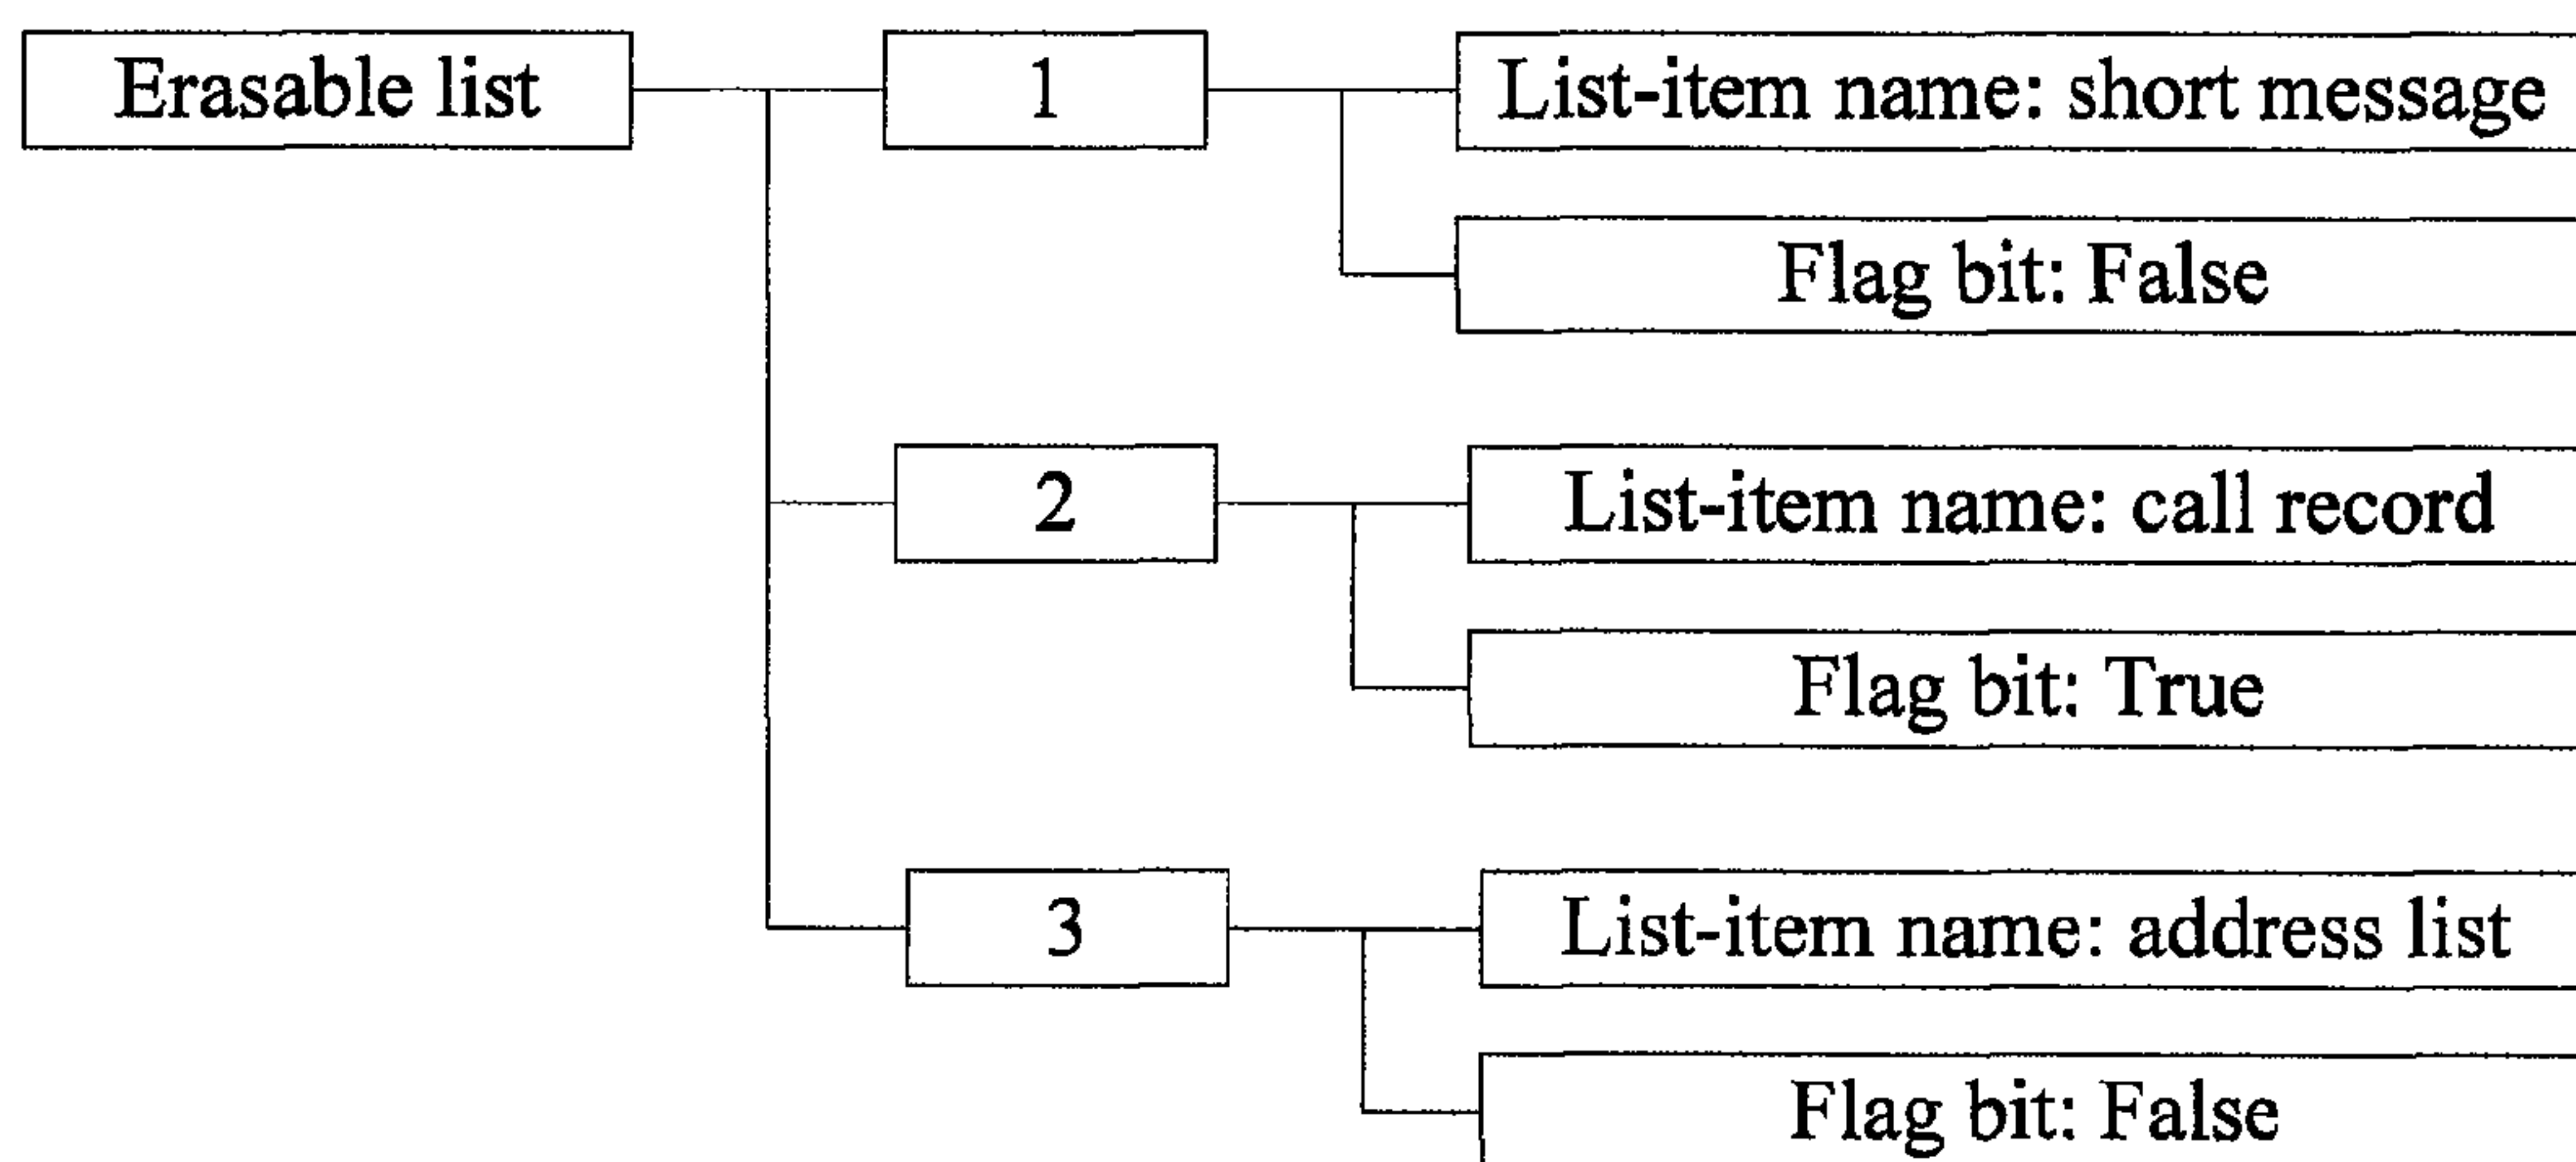 Erasable list
1
List-item name: short message
Flag bit: False
2
List-item name: call record
Flag bit: True
3
List-item name: address list
Flag bit: False